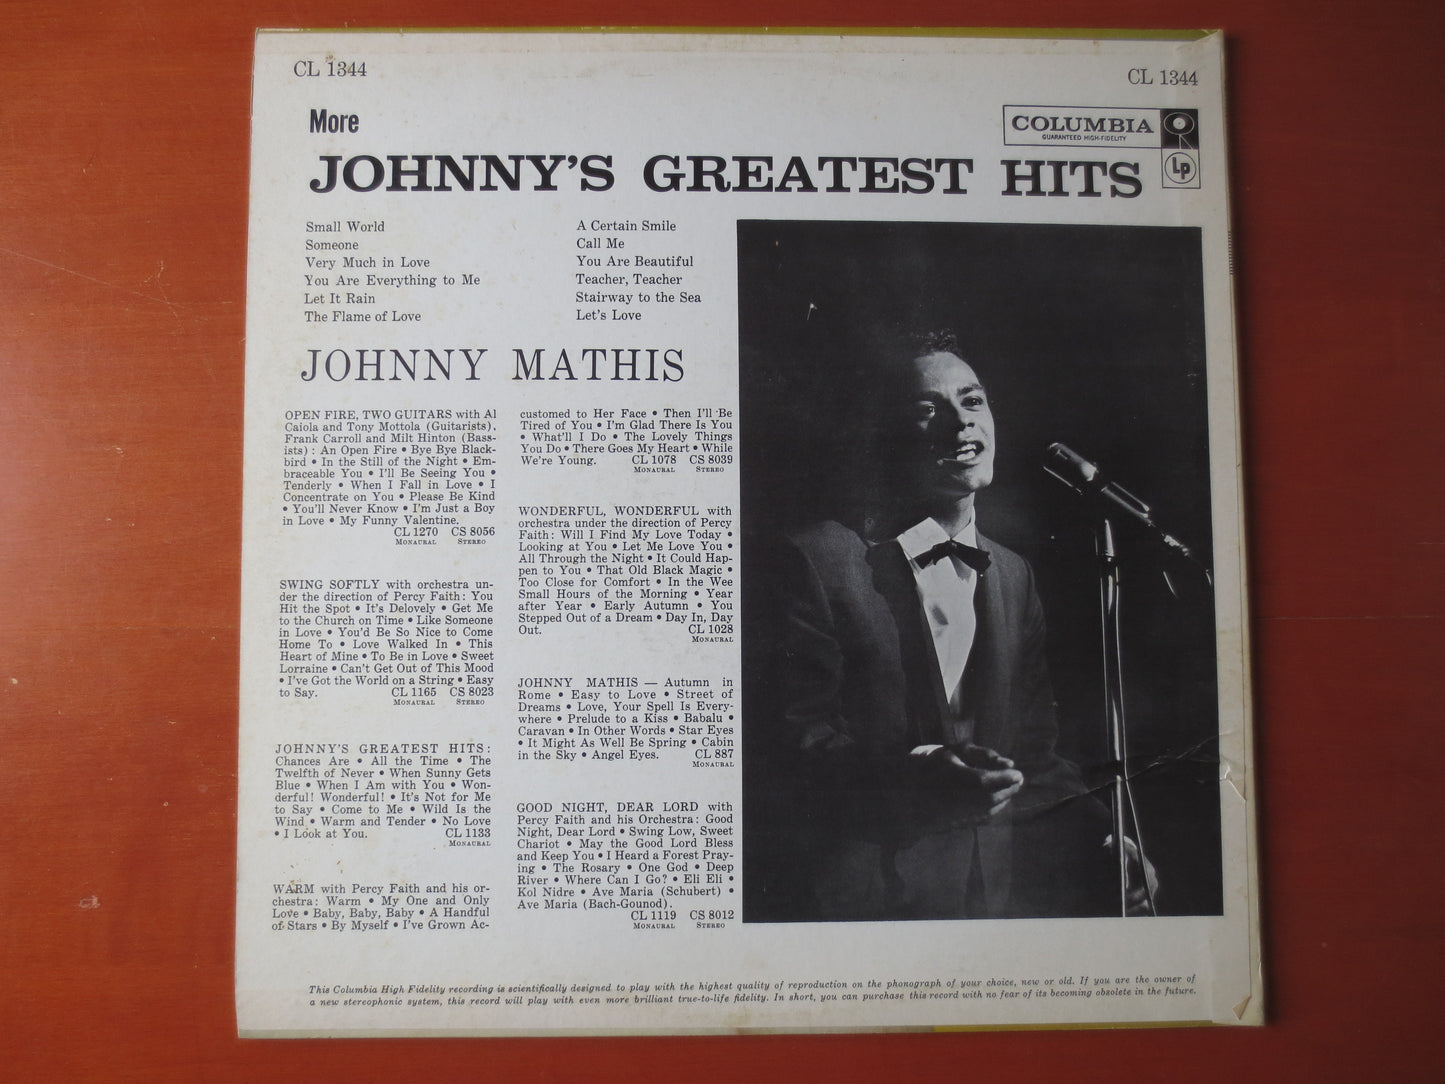 CL 1344
CL 1344
More
JOHNNY'S GREATEST HITS
COLUMBIA
GUARANTEED HIGH-FIDELITY
Lp
Small World
Someone
Very Much in Love
You Are Everything to Me
Let It Rain
The Flame of Love
A Certain Smile
Call Me
You Are Beautiful
Teacher, Teacher
Stairway to the Sea
Let's Love
JOHNNY MATHIS
OPEN FIRE, TWO GUITARS with Al
Caiola and Tony Mottola (Guitarists),
Frank Carroll and Milt Hinton (Bass-
ists) : An Open Fire • Bye Bye Black-
bird • In the Still of the Night • Em-
braceable You • I'll Be Seeing You •
Tenderly • When I Fall in Love • I
Concentrate on You • Please Be Kind
• You'll Never Know • I'm Just a Boy
in Love • My Funny Valentine.
CL 1270 CS 8056
MONAURAL STEREO
SWING SOFTLY with orchestra un-
der the direction of Percy Faith: You
Hit the Spot • It's Delovely • Get Me
to the Church on Time • Like Someone
in Love • You'd Be So Nice to Come
Home To • Love Walked In • This
Heart of Mine • To Be in Love • Sweet
Lorraine • Can't Get Out of This Mood
• I've Got the World on a String • Easy
to Say. CL 1165 CS 8023
MONAURAL STEREO
JOHNNY'S GREATEST HITS:
Chances Are • All the Time • The
Twelfth of Never • When Sunny Gets
Blue • When I Am with You • Won-
derful! Wonderful! • It's Not for Me
to Say • Come to Me • Wild Is the
Wind • Warm and Tender • No Love
• I Look at You. CL 1133
MONAURAL
WARM with Percy Faith and his or-
chestra: Warm • My One and Only
Love • Baby, Baby, Baby • A Handful
of Stars • By Myself • I've Grown Ac-
customed to Her Face • Then I'll Be
Tired of You • I'm Glad There Is You
• What'll I Do • The Lovely Things
You Do • There Goes My Heart • While
We're Young. CL 1078 CS 8039
MONAURAL STEREO
WONDERFUL, WONDERFUL with
orchestra under the direction of Percy
Faith: Will I Find My Love Today •
Looking at You • Let Me Love You •
All Through the Night • It Could Hap-
pen to You • That Old Black Magic •
Too Close for Comfort • In the Wee
Small Hours of the Morning • Year
after Year • Early Autumn • You
Stepped Out of a Dream • Day In, Day
Out. CL 1028
MONAURAL
JOHNNY MATHIS — Autumn in
Rome • Easy to Love • Street of
Dreams • Love, Your Spell Is Every-
where • Prelude to a Kiss • Babalu •
Caravan • In Other Words • Star Eyes
• It Might As Well Be Spring • Cabin
in the Sky • Angel Eyes. CL 887
MONAURAL
GOOD NIGHT, DEAR LORD with
Percy Faith and his Orchestra: Good
Night, Dear Lord • Swing Low, Sweet
Chariot • May the Good Lord Bless
and Keep You • I Heard a Forest Pray-
ing • The Rosary • One God • Deep
River • Where Can I Go? • Eli Eli •
Kol Nidre • Ave Maria (Schubert) •
Ave Maria (Bach-Gounod).
CL 1119 CS 8012
MONAURAL STEREO
This Columbia High Fidelity recording is scientifically designed to play with the highest quality of reproduction on the phonograph of your choice, new or old. If you are the owner of
a new stereophonic system, this record will play with even more brilliant true-to-life fidelity. In short, you can purchase this record with no fear of its becoming obsolete in the future.